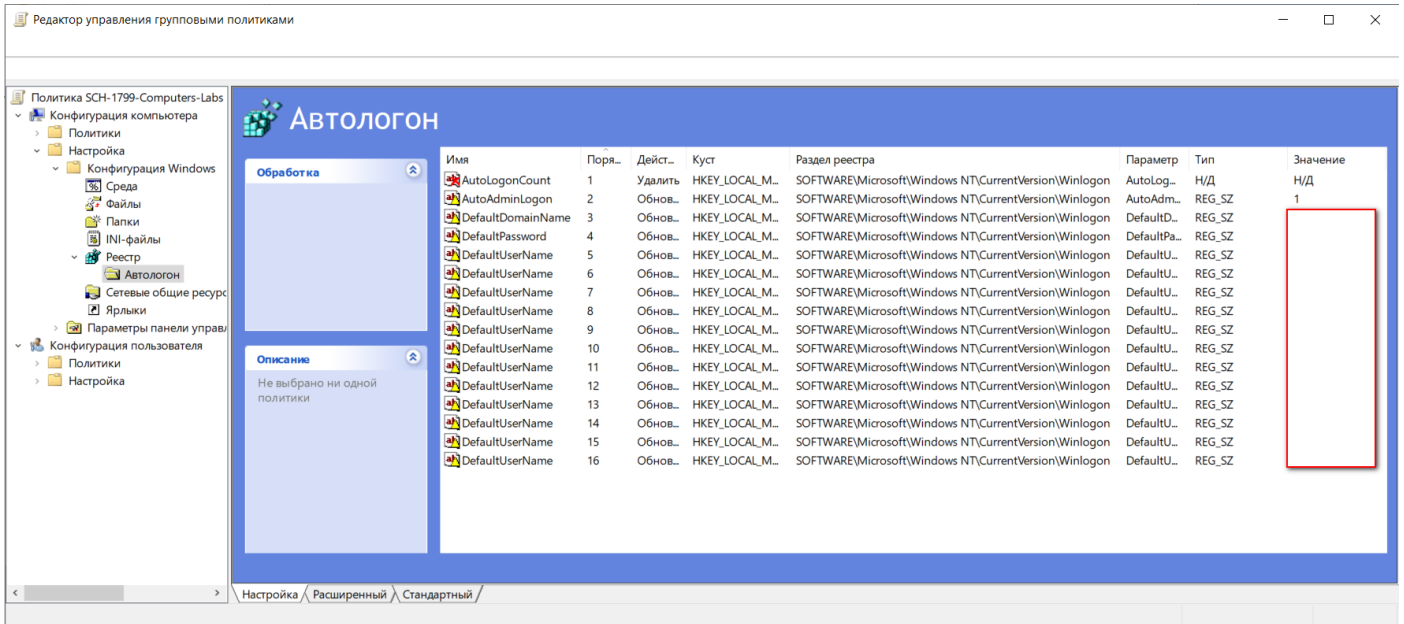 Редактор управления групповыми политиками
Политика SCH-1799-Computers-Labs
Конфигурация компьютера
Политики
Настройка
Конфигурация Windows
Среда
Файлы
Папки
INI-файлы
Реестр
Автологон
Сетевые общие ресурс
Ярлыки
Параметры панели управл
Конфигурация пользователя
Политики
Настройка
Автологон
Обработка
Описание
Не выбрано ни одной
политики
Имя Поря... Дейст... Куст Раздел реестра Параметр Тип Значение
AutoLogonCount 1 Удалить HKEY_LOCAL_M... SOFTWARE\Microsoft\Windows NT\CurrentVersion\Winlogon AutoLog... Н/Д Н/Д
AutoAdminLogon 2 Обнов... HKEY_LOCAL_M... SOFTWARE\Microsoft\Windows NT\CurrentVersion\Winlogon AutoAdm... REG_SZ 1
DefaultDomainName 3 Обнов... HKEY_LOCAL_M... SOFTWARE\Microsoft\Windows NT\CurrentVersion\Winlogon DefaultD... REG_SZ
DefaultPassword 4 Обнов... HKEY_LOCAL_M... SOFTWARE\Microsoft\Windows NT\CurrentVersion\Winlogon DefaultPa... REG_SZ
DefaultUserName 5 Обнов... HKEY_LOCAL_M... SOFTWARE\Microsoft\Windows NT\CurrentVersion\Winlogon DefaultU... REG_SZ
DefaultUserName 6 Обнов... HKEY_LOCAL_M... SOFTWARE\Microsoft\Windows NT\CurrentVersion\Winlogon DefaultU... REG_SZ
DefaultUserName 7 Обнов... HKEY_LOCAL_M... SOFTWARE\Microsoft\Windows NT\CurrentVersion\Winlogon DefaultU... REG_SZ
DefaultUserName 8 Обнов... HKEY_LOCAL_M... SOFTWARE\Microsoft\Windows NT\CurrentVersion\Winlogon DefaultU... REG_SZ
DefaultUserName 9 Обнов... HKEY_LOCAL_M... SOFTWARE\Microsoft\Windows NT\CurrentVersion\Winlogon DefaultU... REG_SZ
DefaultUserName 10 Обнов... HKEY_LOCAL_M... SOFTWARE\Microsoft\Windows NT\CurrentVersion\Winlogon DefaultU... REG_SZ
DefaultUserName 11 Обнов... HKEY_LOCAL_M... SOFTWARE\Microsoft\Windows NT\CurrentVersion\Winlogon DefaultU... REG_SZ
DefaultUserName 12 Обнов... HKEY_LOCAL_M... SOFTWARE\Microsoft\Windows NT\CurrentVersion\Winlogon DefaultU... REG_SZ
DefaultUserName 13 Обнов... HKEY_LOCAL_M... SOFTWARE\Microsoft\Windows NT\CurrentVersion\Winlogon DefaultU... REG_SZ
DefaultUserName 14 Обнов... HKEY_LOCAL_M... SOFTWARE\Microsoft\Windows NT\CurrentVersion\Winlogon DefaultU... REG_SZ
DefaultUserName 15 Обнов... HKEY_LOCAL_M... SOFTWARE\Microsoft\Windows NT\CurrentVersion\Winlogon DefaultU... REG_SZ
DefaultUserName 16 Обнов... HKEY_LOCAL_M... SOFTWARE\Microsoft\Windows NT\CurrentVersion\Winlogon DefaultU... REG_SZ
Настройка Расширенный Стандартный